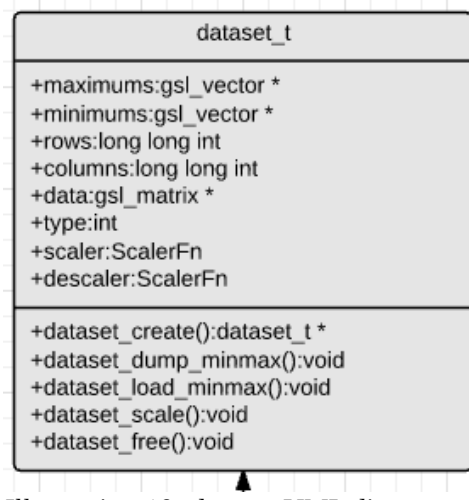 dataset_t
+maximums:gsl_vector *
+minimums:gsl_vector *
+rows:long long int
+columns:long long int
+data:gsl_matrix *
+type:int
+scaler:ScalerFn
+descaler:ScalerFn
+dataset_create():dataset_t *
+dataset_dump_minmax():void
+dataset_load_minmax():void
+dataset_scale():void
+dataset_free():void